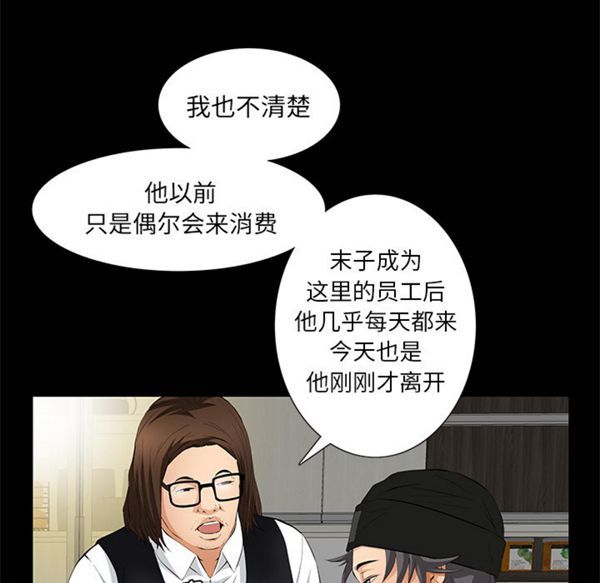 我也不清楚
他以前
只是偶尔会来消费
末子成为
这里的员工后
他几乎每天都来
今天也是
他刚刚才离开